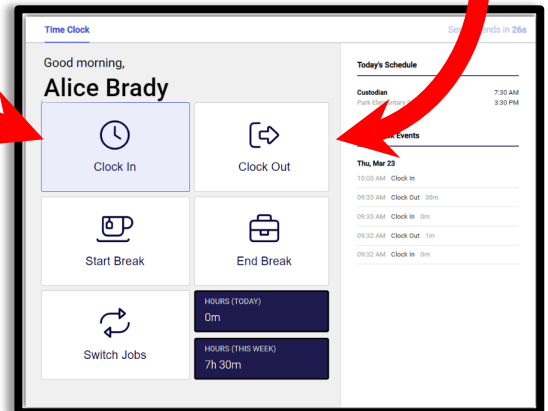 Time Clock
ends in 26s
Good morning,
Alice Brady
Clock In
Clock Out
Start Break
End Break
Switch Jobs
HOURS (TODAY)
0m
HOURS (THIS WEEK)
7h 30m
Today's Schedule
Custodian 7:30 AM
Park Elementary 3:30 PM
Events
Thu, Mar 23
10:03 AM Clock In
09:33 AM Clock Out 30m
09:33 AM Clock In 0m
09:32 AM Clock Out 1m
09:32 AM Clock In 0m